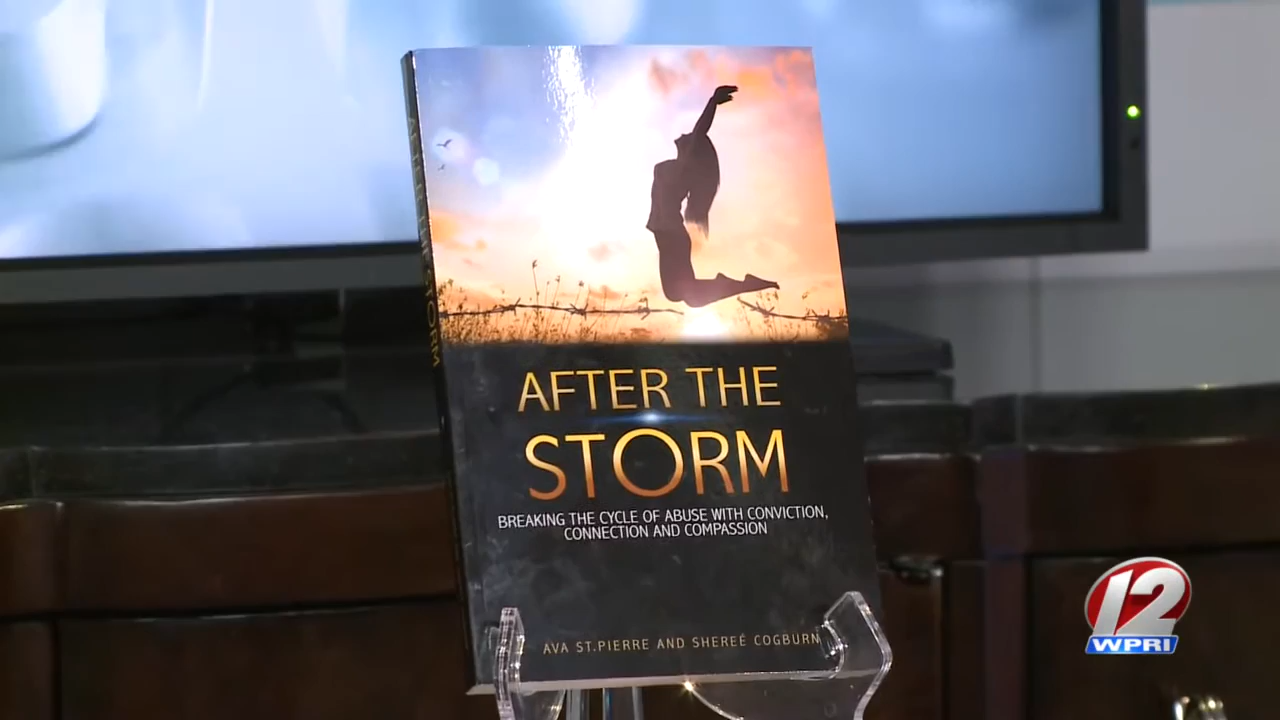 AFTER THE STORM
AFTER THE
STORM
BREAKING THE CYCLE OF ABUSE WITH CONVICTION,
CONNECTION AND COMPASSION
AVA ST.PIERRE AND SHEREÉ COGBURN
12
WPRI